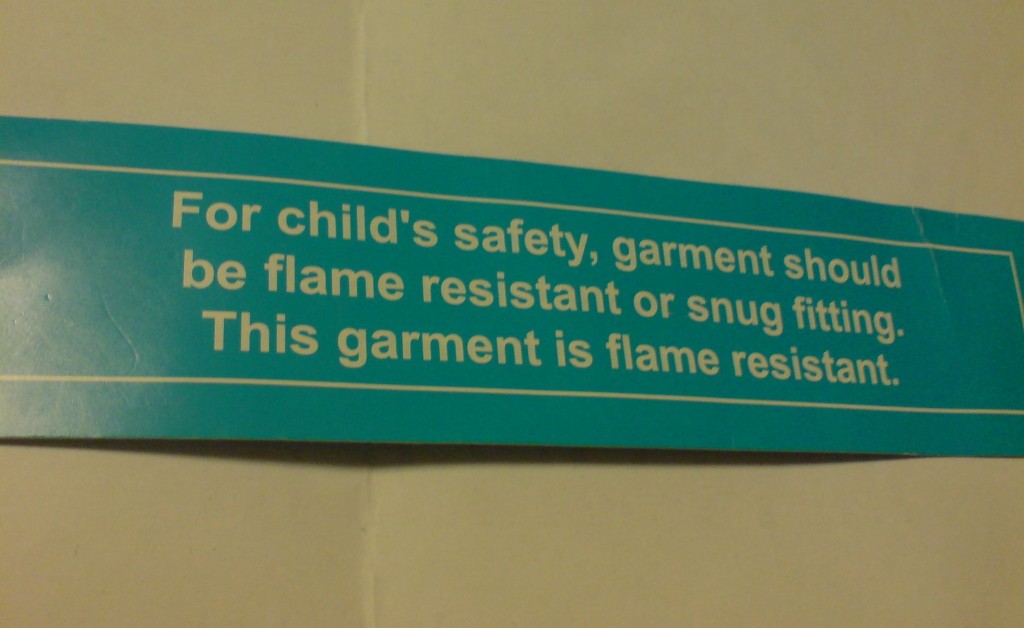 For child's safety, garment should
be flame resistant or snug fitting.
This garment is flame resistant.